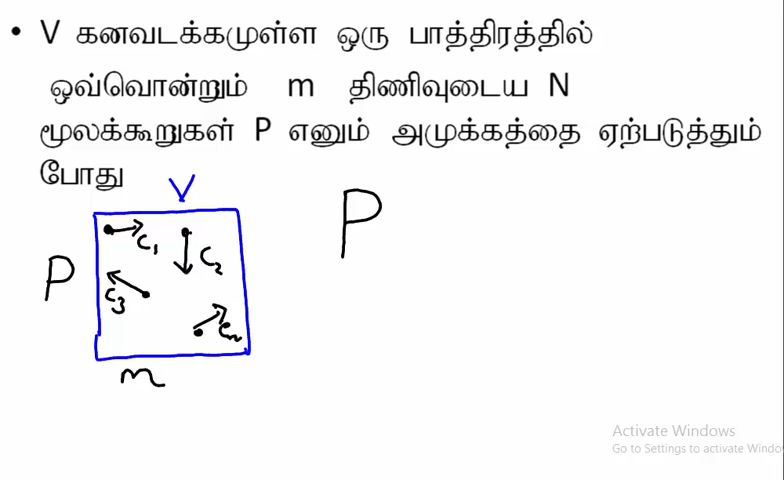 • V கனவடக்கமுள்ள ஒரு பாத்திரத்தில்
ஒவ்வொன்றும் m திணிவுடைய N
மூலக்கூறுகள் P எனும் அமுக்கத்தை ஏற்படுத்தும்
போது
V
P
C1
C2
P
C3
Cn
m
Activate Windows
Go to Settings to activate Windo